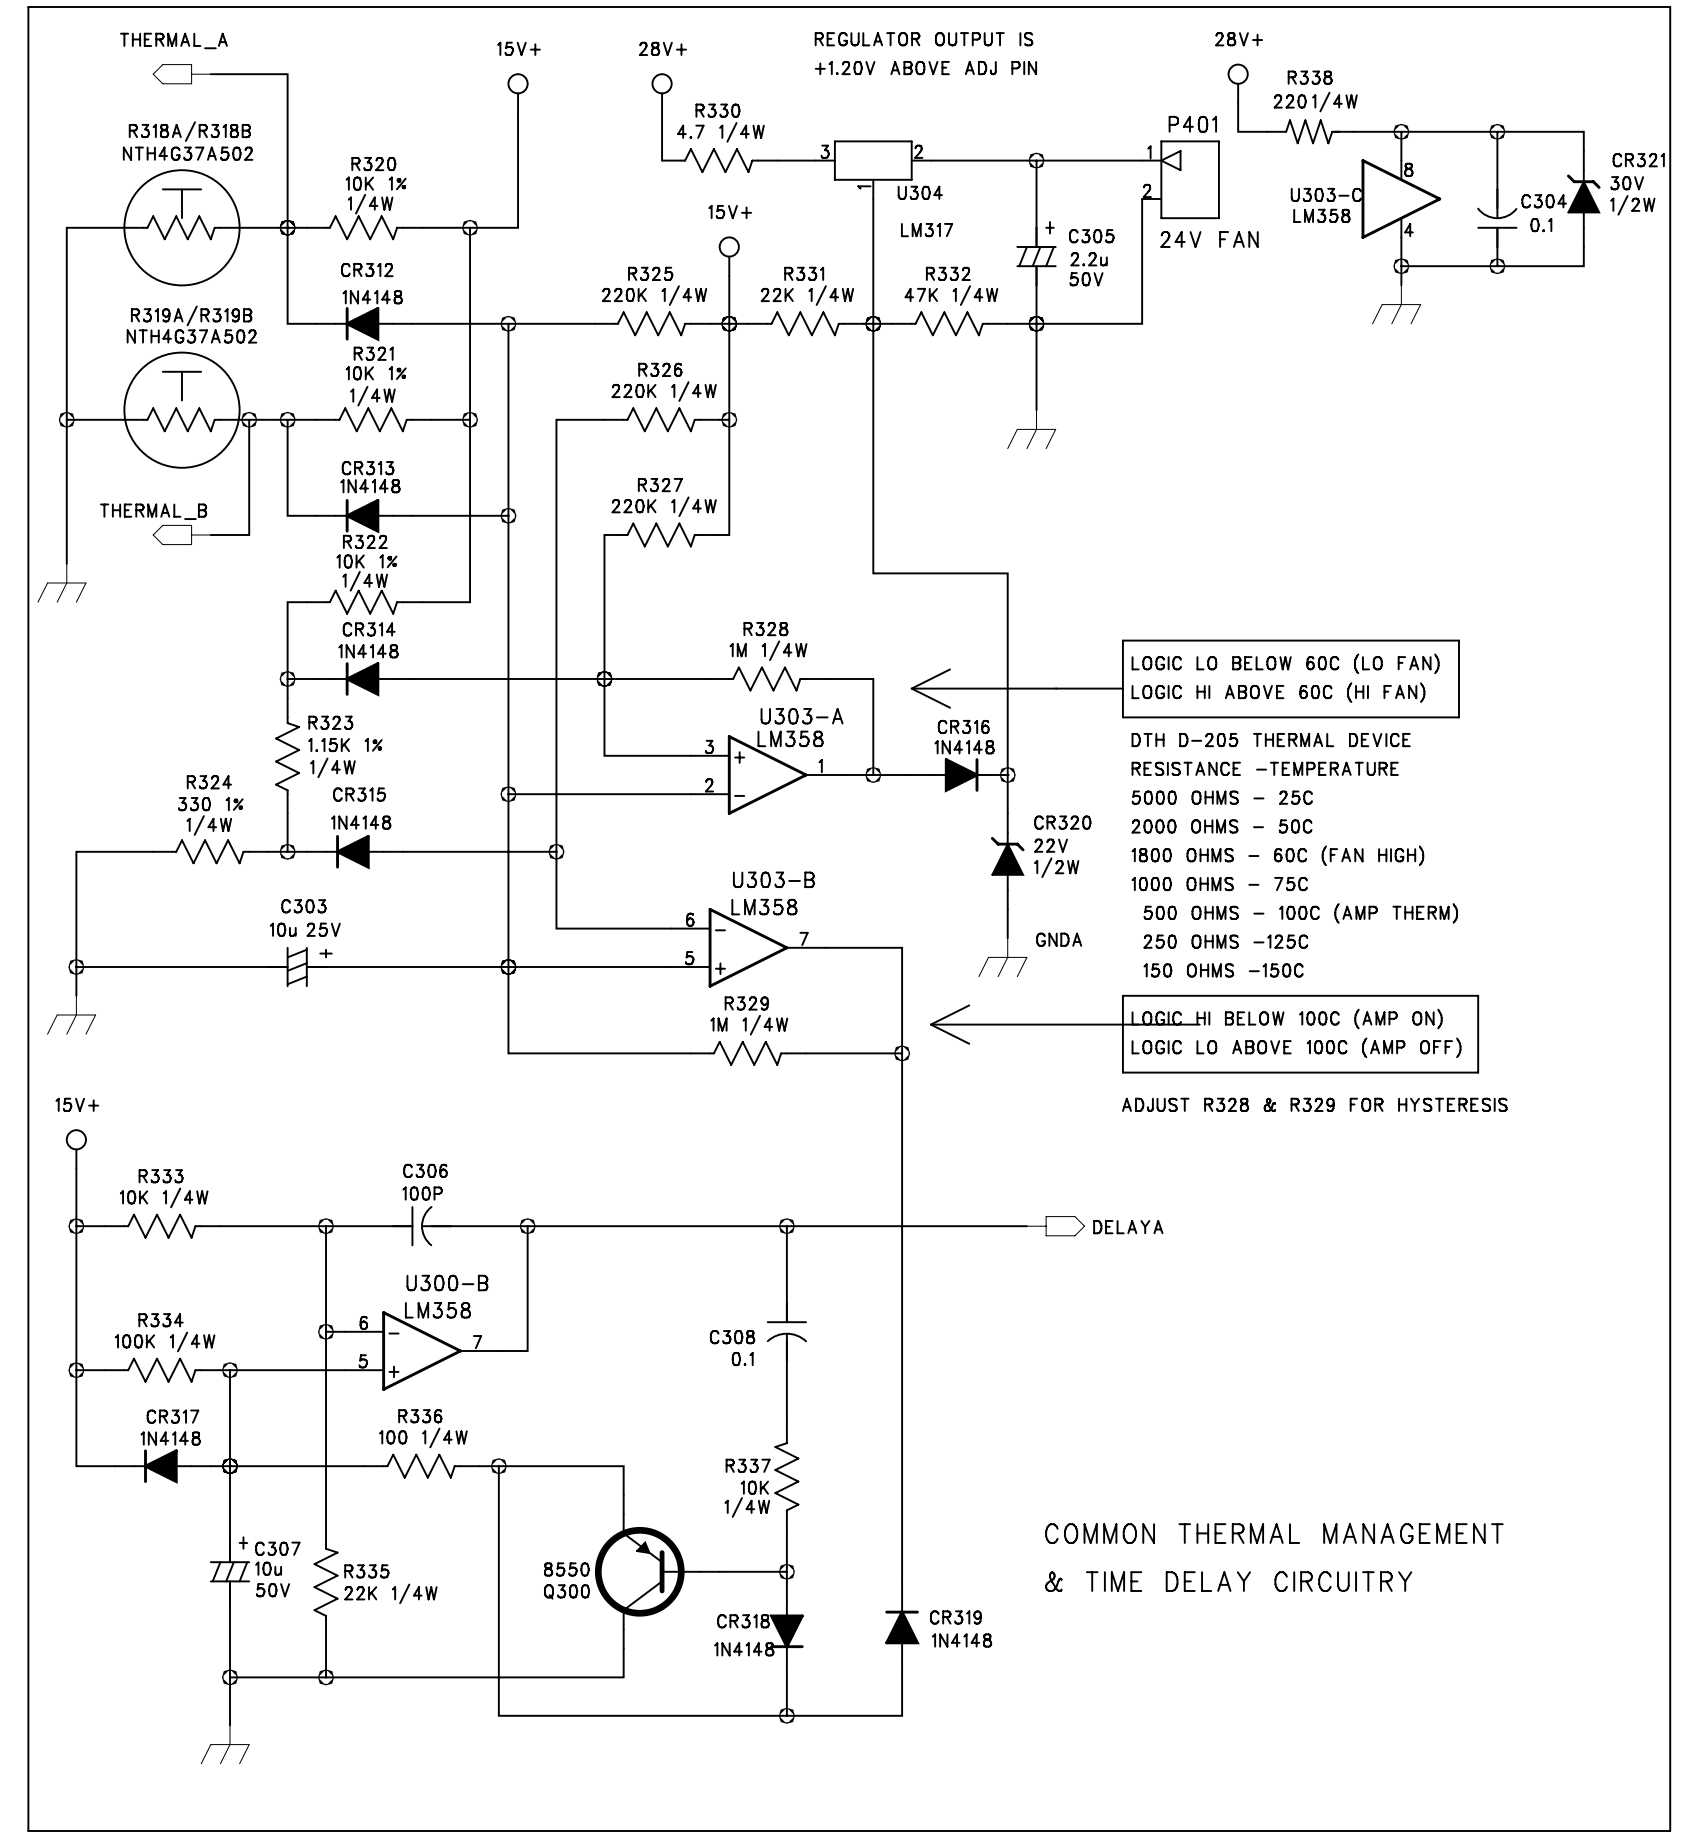 THERMAL_A
15V+
28V+
REGULATOR OUTPUT IS
+1.20V ABOVE ADJ PIN
28V+
R338
2201/4W
R330
4.7 1/4W
P401
R318A/R318B
NTH4G37A502
R320
10K 1%
1/4W
3
2
1
U304
LM317
1
2
24V FAN
15V+
8
U303-C
LM358
4
C304
0.1
CR321
30V
1/2W
+
C305
2.2u
50V
CR312
1N4148
R325
220K 1/4W
R331
22K 1/4W
R332
47K 1/4W
R319A/R319B
NTH4G37A502
R321
10K 1%
1/4W
R326
220K 1/4W
CR313
1N4148
R327
220K 1/4W
THERMAL_B
R322
10K 1%
1/4W
CR314
1N4148
R328
1M 1/4W
LOGIC LO BELOW 60C (LO FAN)
LOGIC HI ABOVE 60C (HI FAN)
R323
1.15K 1%
1/4W
U303-A
LM358
3
+
2
-
1
CR316
1N4148
DTH D-205 THERMAL DEVICE
RESISTANCE -TEMPERATURE
5000 OHMS - 25C
2000 OHMS - 50C
1800 OHMS - 60C (FAN HIGH)
1000 OHMS - 75C
500 OHMS - 100C (AMP THERM)
250 OHMS -125C
150 OHMS -150C
R324
330 1%
1/4W
CR315
1N4148
CR320
22V
1/2W
U303-B
LM358
6
-
5
+
7
C303
10u 25V
+
GNDA
R329
1M 1/4W
LOGIC HI BELOW 100C (AMP ON)
LOGIC LO ABOVE 100C (AMP OFF)
ADJUST R328 & R329 FOR HYSTERESIS
15V+
R333
10K 1/4W
C306
100P
DELAYA
U300-B
LM358
6
-
5
+
7
R334
100K 1/4W
C308
0.1
CR317
1N4148
R336
100 1/4W
R337
10K
1/4W
+
C307
10u
50V
R335
22K 1/4W
8550
Q300
CR318
1N4148
CR319
1N4148
COMMON THERMAL MANAGEMENT
& TIME DELAY CIRCUITRY